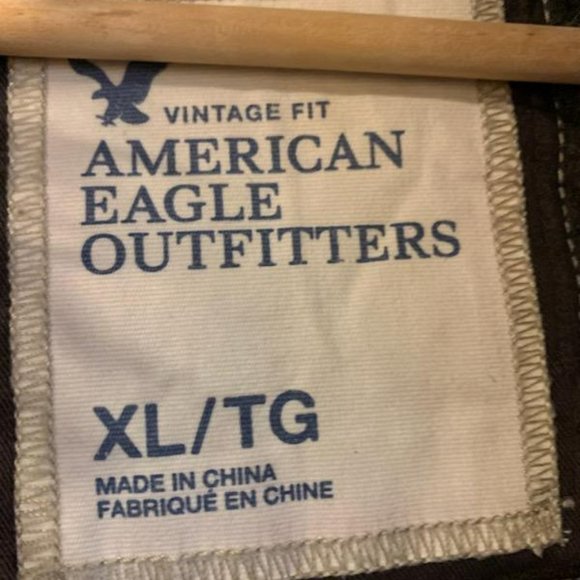 VINTAGE FIT
AMERICAN
EAGLE
OUTFITTERS
XL/TG
MADE IN CHINA
FABRIQUÉ EN CHINE